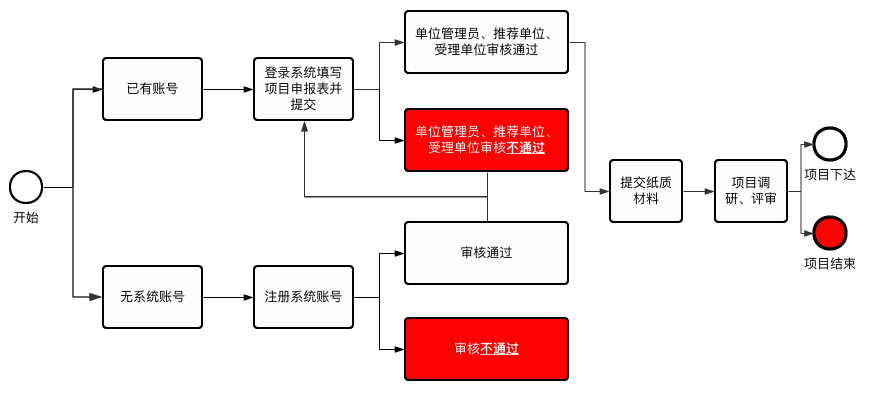 开始
已有账号
登录系统填写
项目申报表并
提交
单位管理员、推荐单位、
受理单位审核通过
单位管理员、推荐单位、
受理单位审核不通过
无系统账号
注册系统账号
审核通过
审核不通过
提交纸质
材料
项目调
研、评审
项目下达
项目结束